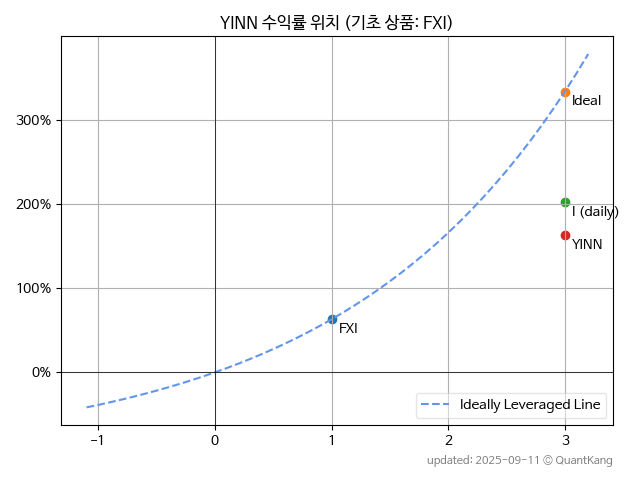 YINN 수익률 위치 (기초 상품: FXI)
300%
200%
100%
0%
Ideal
I (daily)
YINN
FXI
Ideally Leveraged Line
−1
0
1
2
3
updated: 2025-09-11 © QuantKang